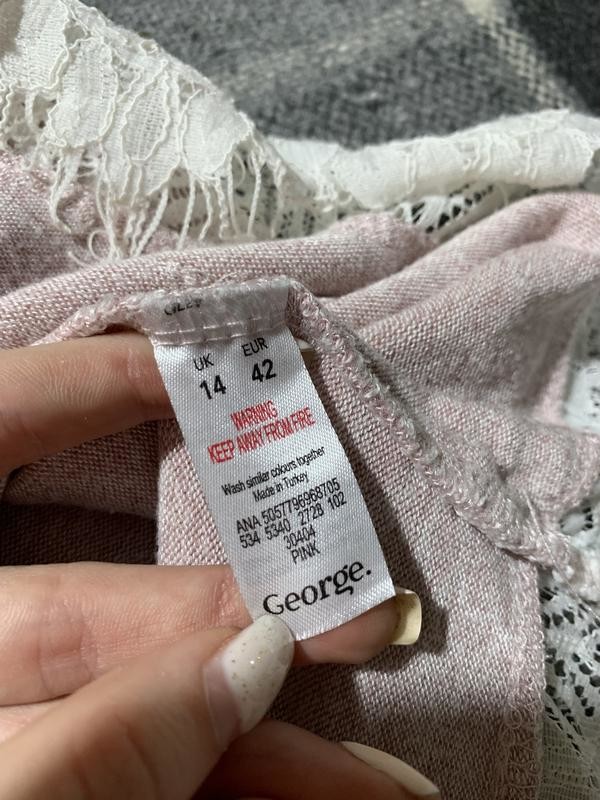 UK EUR
14 42
WARNING
KEEP AWAY FROM FIRE
Wash similar colours together
Made in Turkey
ANA 5057796968705
534 5340 2728 102
30404
PINK
George.